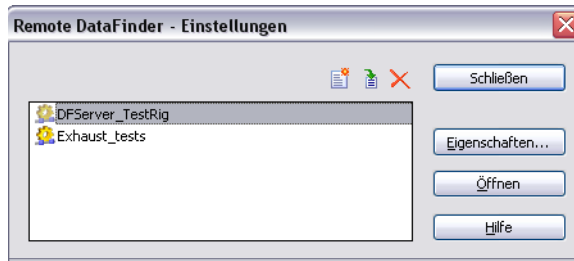 Remote DataFinder - Einstellungen
Schließen
DFServer_TestRig
Exhaust_tests
Eigenschaften...
Öffnen
Hilfe